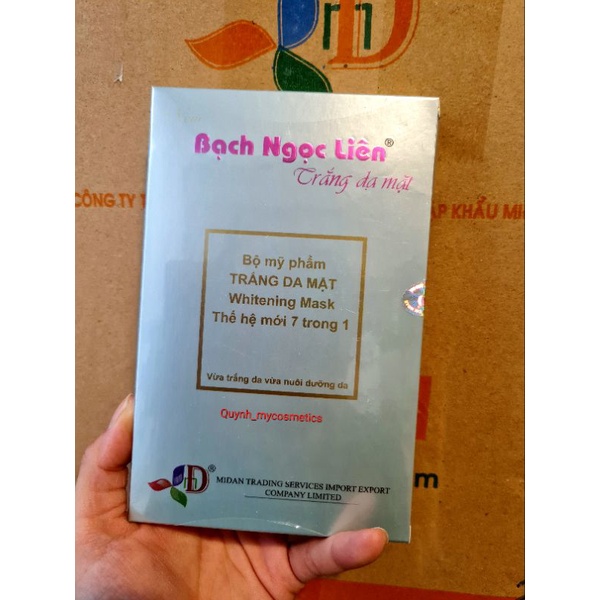 Bạch Ngọc Liên®
Trắng da mặt
CÔNG TY T
ẬP KHẨU MI
Bộ mỹ phẩm
TRẮNG DA MẶT
Whitening Mask
Thế hệ mới 7 trong 1
Vừa trắng da vừa nuôi dưỡng da
Quynh_mycosmetics
om
MIDAN TRADING SERVICES IMPORT EXPORT
COMPANY LIMITED